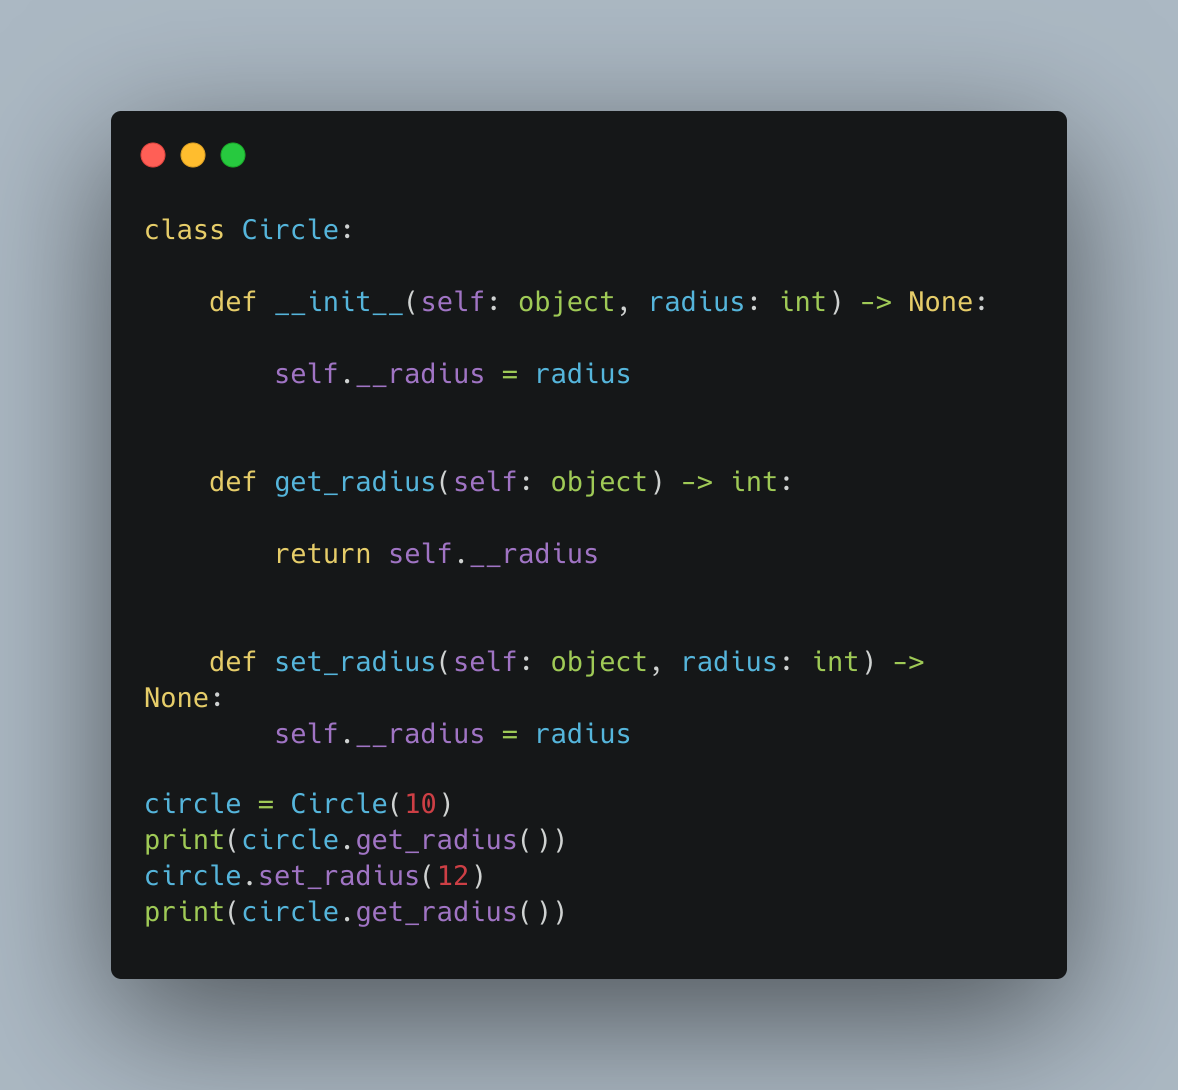 class Circle:
    def __init__(self: object, radius: int) -> None:
        self.__radius = radius
    def get_radius(self: object) -> int:
        return self.__radius
    def set_radius(self: object, radius: int) ->
None:
        self.__radius = radius
circle = Circle(10)
print(circle.get_radius())
circle.set_radius(12)
print(circle.get_radius())